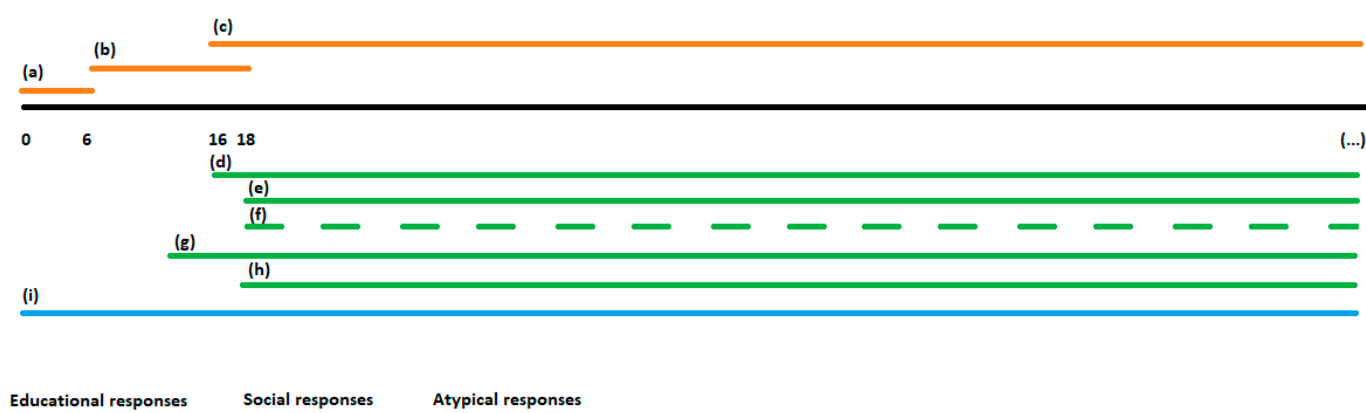 (c)
(b)
(a)
0 6 16 18 (...)
(d)
(e)
(f)
(g)
(h)
(i)
Educational responses Social responses Atypical responses